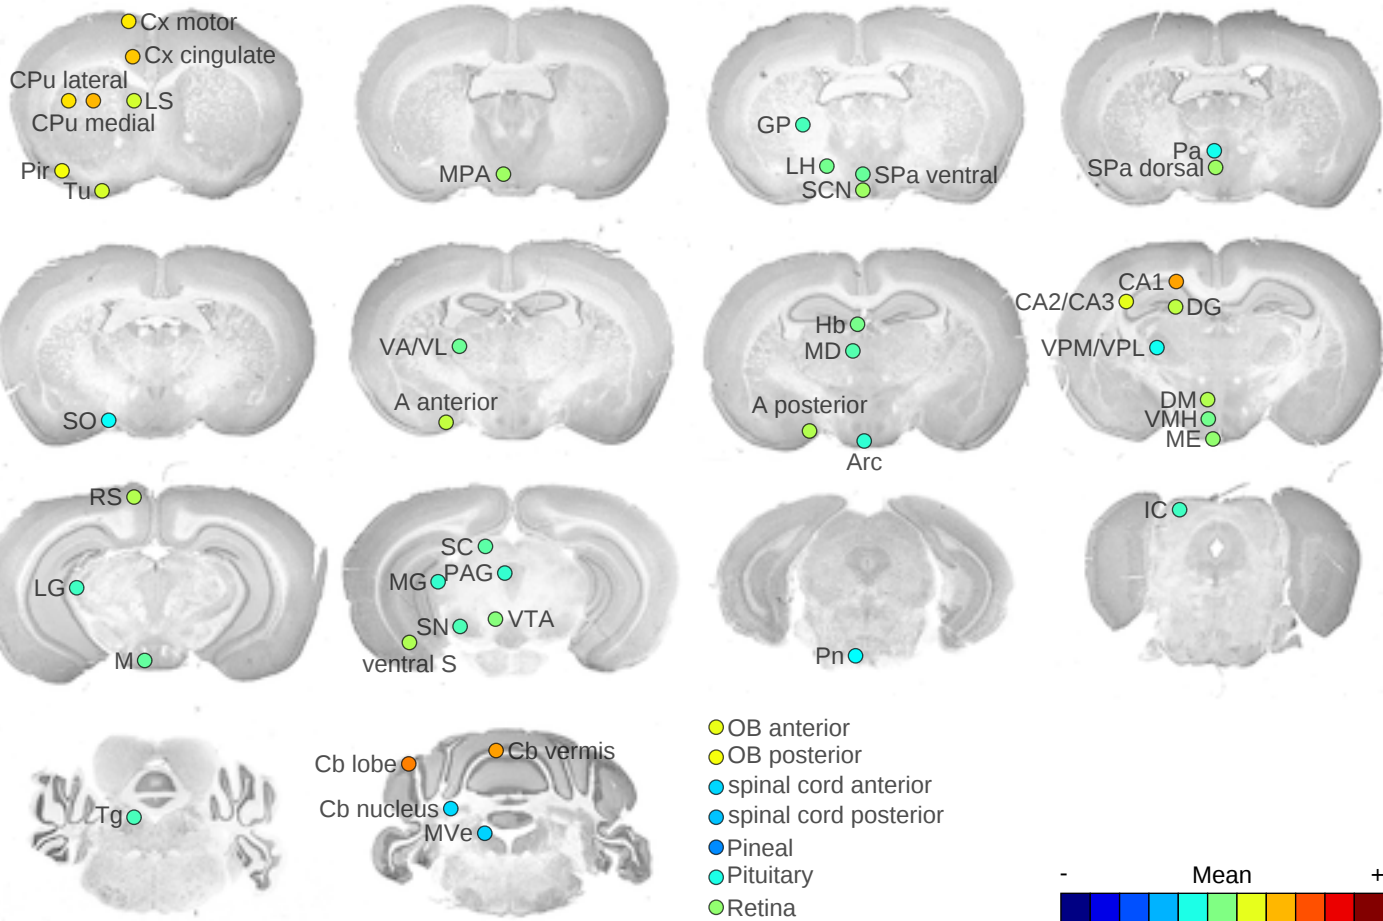 Cx motor
Cx cingulate
CPu lateral
LS
CPu medial
Pir
Tu
MPA
GP
LH
SPa ventral
SCN
Pa
SPa dorsal
SO
VA/VL
A anterior
Hb
MD
A posterior
Arc
CA1
CA2/CA3
DG
VPM/VPL
DM
VMH
ME
RS
LG
M
SC
MG
PAG
SN
VTA
ventral S
Pn
IC
Tg
Cb lobe
Cb vermis
Cb nucleus
MVe
OB anterior
OB posterior
spinal cord anterior
spinal cord posterior
Pineal
Pituitary
Retina
- Mean +